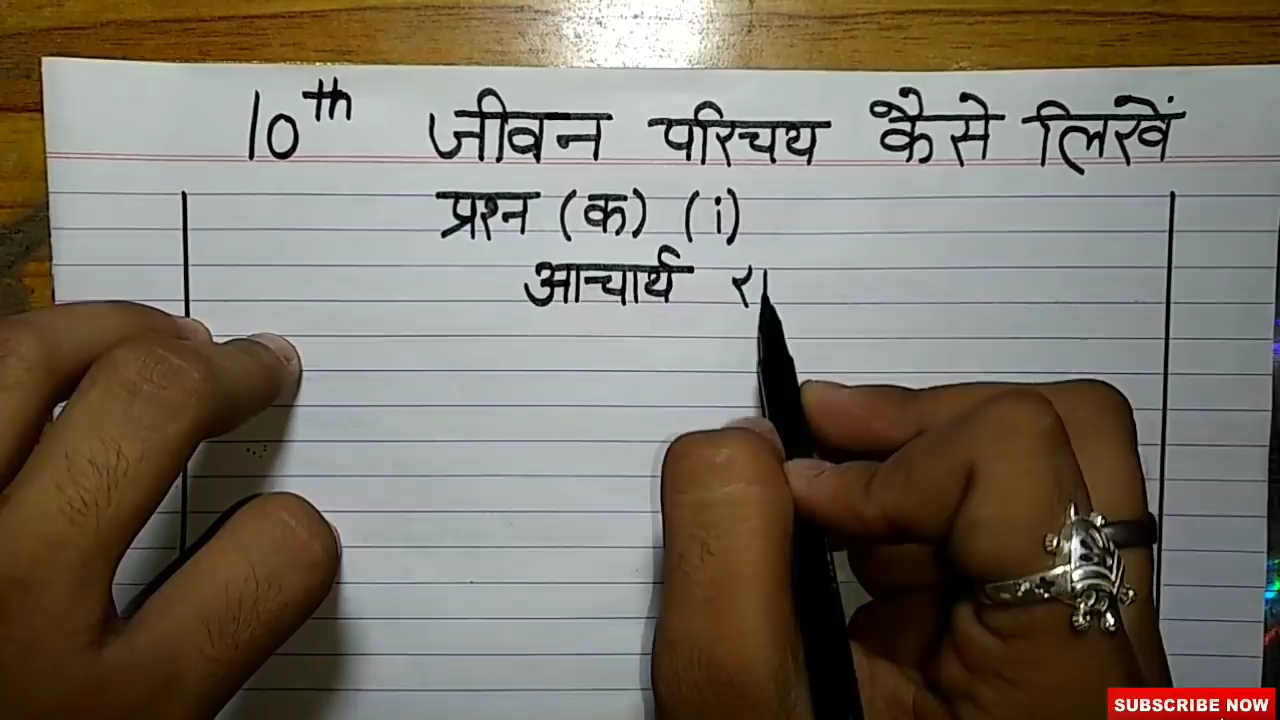 10th जीवन परिचय कैसे लिखें
प्रश्न (क) (i)
आचार्य रा
SUBSCRIBE NOW